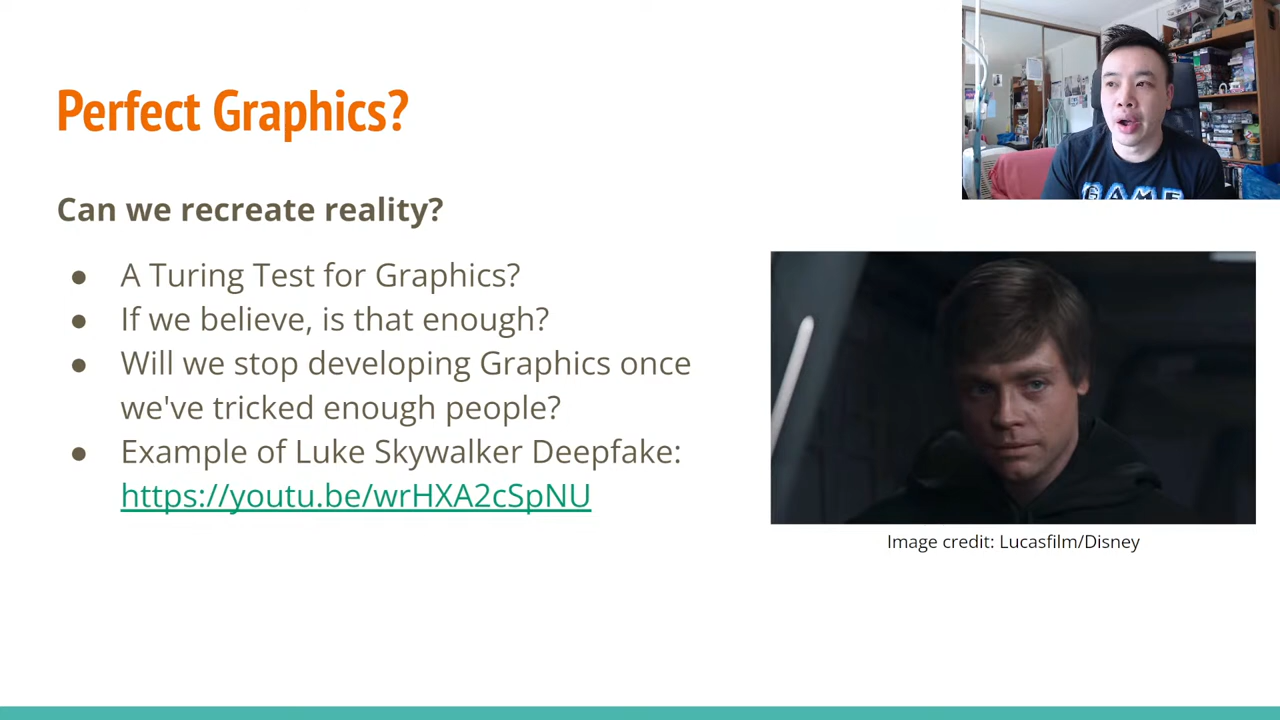 Perfect Graphics?
Can we recreate reality?
● A Turing Test for Graphics?
● If we believe, is that enough?
● Will we stop developing Graphics once
we've tricked enough people?
● Example of Luke Skywalker Deepfake:
https://youtu.be/wrHXA2cSpNU
Image credit: Lucasfilm/Disney
GAME